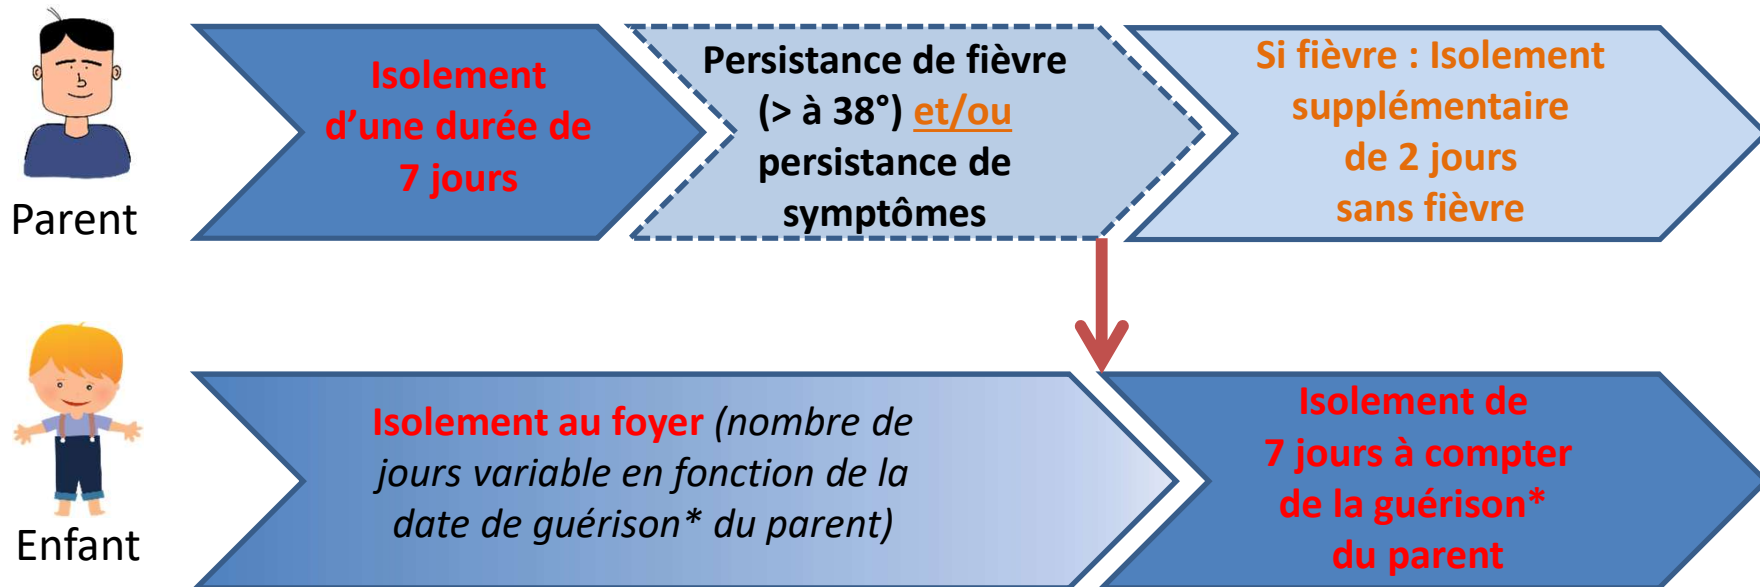 Parent
Isolement
d’une durée de
7 jours
Persistance de fièvre
(> à 38°) et/ou
persistance de
symptômes
Si fièvre : Isolement
supplémentaire
de 2 jours
sans fièvre
Enfant
Isolement au foyer (nombre de
jours variable en fonction de la
date de guérison* du parent)
Isolement de
7 jours à compter
de la guérison*
du parent